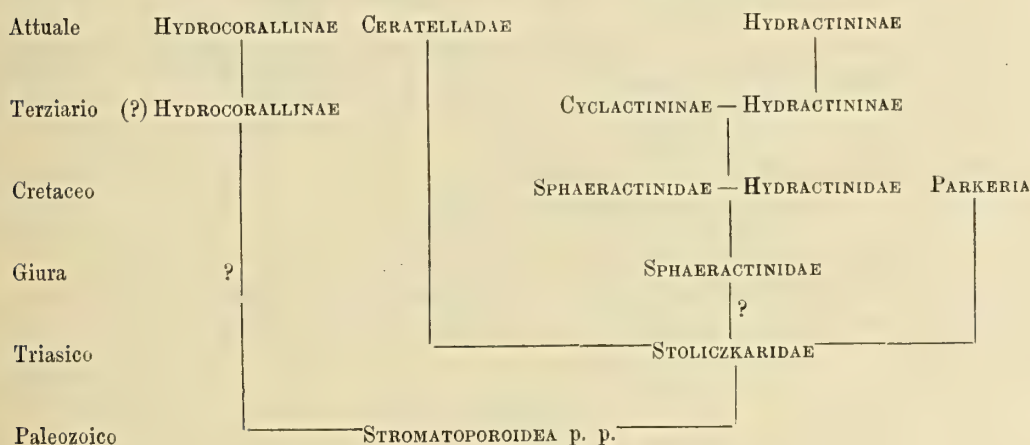 Attuale HYDROCORALLINAE CERATELLADAE HYDRACTININAE
Terziario (?) HYDROCORALLINAE CYCLACTININAE — HYDRACTININAE
Cretaceo SPHAERACTINIDAE — HYDRACTINIDAE PARKERIA
Giura ? SPHAERACTINIDAE
?
Triasico STOLICZKARIDAE
Paleozoico STROMATOPOROIDEA p. p.